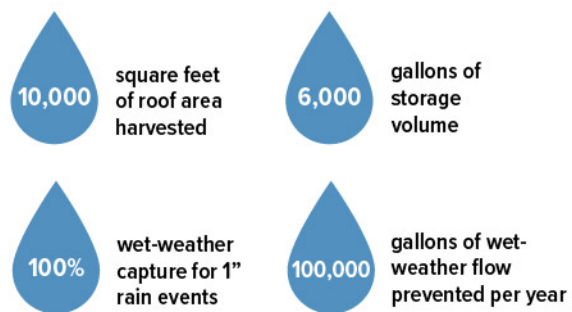 10,000
square feet
of roof area
harvested
6,000
gallons of
storage
volume
100%
wet-weather
capture for 1”
rain events
100,000
gallons of wet-
weather flow
prevented per year